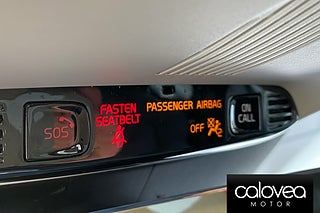 SOS
FASTEN
SEATBELT
PASSENGER AIRBAG
OFF
ON
CALL
calovea
MOTOR